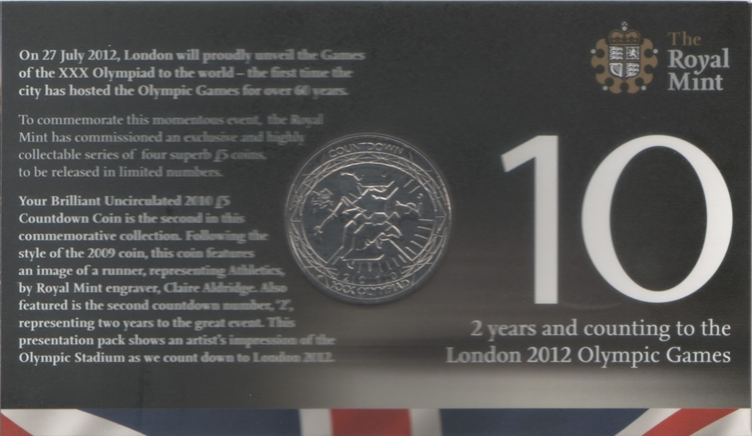 On 27 July 2012, London will proudly unveil the Games
of the XXX Olympiad to the world – the first time the
city has hosted the Olympic Games for over 60 years.
To commemorate this momentous event, the Royal
Mint has commissioned an exclusive and highly
collectable series of four superb £5 coins,
to be released in limited numbers.
Your Brilliant Uncirculated 2010 £5
Countdown Coin is the second in this
commemorative collection. Following the
style of the 2009 coin, this coin features
an image of a runner, representing Athletics,
by Royal Mint engraver, Claire Aldridge. Also
featured is the second countdown number, '2',
representing two years to the great event. This
presentation pack shows an artist's impression of the
Olympic Stadium as we count down to London 2012.
COUNTDOWN
XXX OLYMPIAD
The
Royal
Mint
10
2 years and counting to the
London 2012 Olympic Games